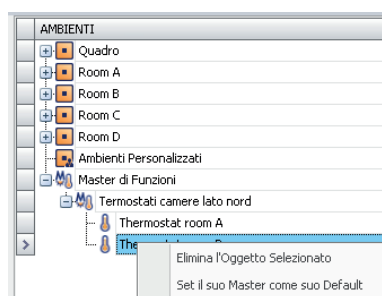 AMBIENTI
Quadro
Room A
Room B
Room C
Room D
Ambienti Personalizzati
Master di Funzioni
Termostati camere lato nord
Thermostat room A
Elimina l'Oggetto Selezionato
Set il suo Master come suo Default